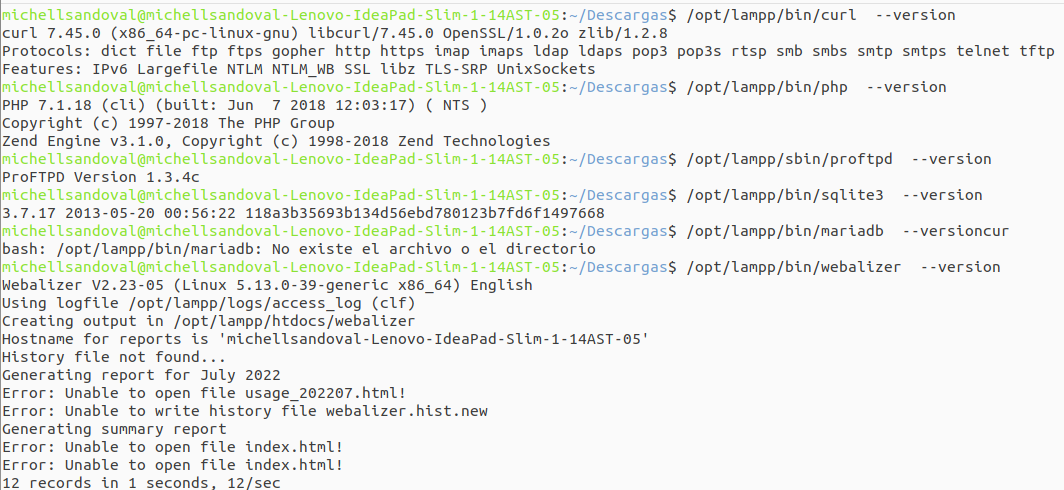 michellsandoval@michellsandoval-Lenovo-IdeaPad-Slim-1-14AST-05:~/Descargas$ /opt/lampp/bin/curl  --version
curl 7.45.0 (x86_64-pc-linux-gnu) libcurl/7.45.0 OpenSSL/1.0.2o zlib/1.2.8
Protocols: dict file ftp ftps gopher http https imap imaps ldap ldaps pop3 pop3s rtsp smb smbs smtp smtps telnet tftp
Features: IPv6 Largefile NTLM NTLM_WB SSL libz TLS-SRP UnixSockets
michellsandoval@michellsandoval-Lenovo-IdeaPad-Slim-1-14AST-05:~/Descargas$ /opt/lampp/bin/php  --version
PHP 7.1.18 (cli) (built: Jun  7 2018 12:03:17) ( NTS )
Copyright (c) 1997-2018 The PHP Group
Zend Engine v3.1.0, Copyright (c) 1998-2018 Zend Technologies
michellsandoval@michellsandoval-Lenovo-IdeaPad-Slim-1-14AST-05:~/Descargas$ /opt/lampp/sbin/proftpd  --version
ProFTPD Version 1.3.4c
michellsandoval@michellsandoval-Lenovo-IdeaPad-Slim-1-14AST-05:~/Descargas$ /opt/lampp/bin/sqlite3  --version
3.7.17 2013-05-20 00:56:22 118a3b35693b134d56ebd780123b7fd6f1497668
michellsandoval@michellsandoval-Lenovo-IdeaPad-Slim-1-14AST-05:~/Descargas$ /opt/lampp/bin/mariadb  --versioncur
bash: /opt/lampp/bin/mariadb: No existe el archivo o el directorio
michellsandoval@michellsandoval-Lenovo-IdeaPad-Slim-1-14AST-05:~/Descargas$ /opt/lampp/bin/webalizer  --version
Webalizer V2.23-05 (Linux 5.13.0-39-generic x86_64) English
Using logfile /opt/lampp/logs/access_log (clf)
Creating output in /opt/lampp/htdocs/webalizer
Hostname for reports is 'michellsandoval-Lenovo-IdeaPad-Slim-1-14AST-05'
History file not found...
Generating report for July 2022
Error: Unable to open file usage_202207.html!
Error: Unable to write history file webalizer.hist.new
Generating summary report
Error: Unable to open file index.html!
Error: Unable to open file index.html!
12 records in 1 seconds, 12/sec